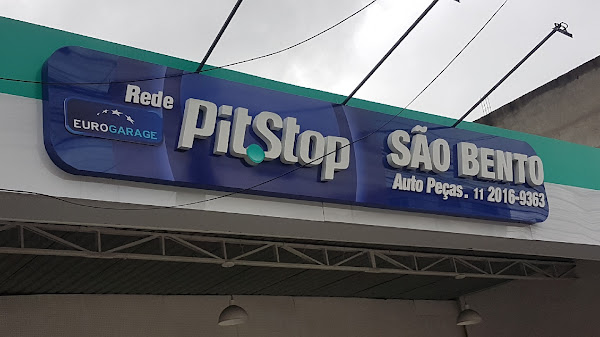 Rede
EUROGARAGE
PitStop
SÃO BENTO
Auto Peças. 11 2016-9363